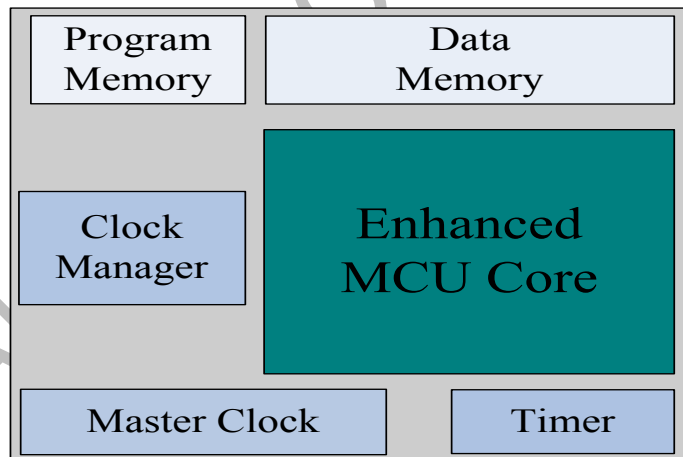 Program
Memory
Data
Memory
Clock
Manager
Enhanced
MCU Core
Master Clock
Timer